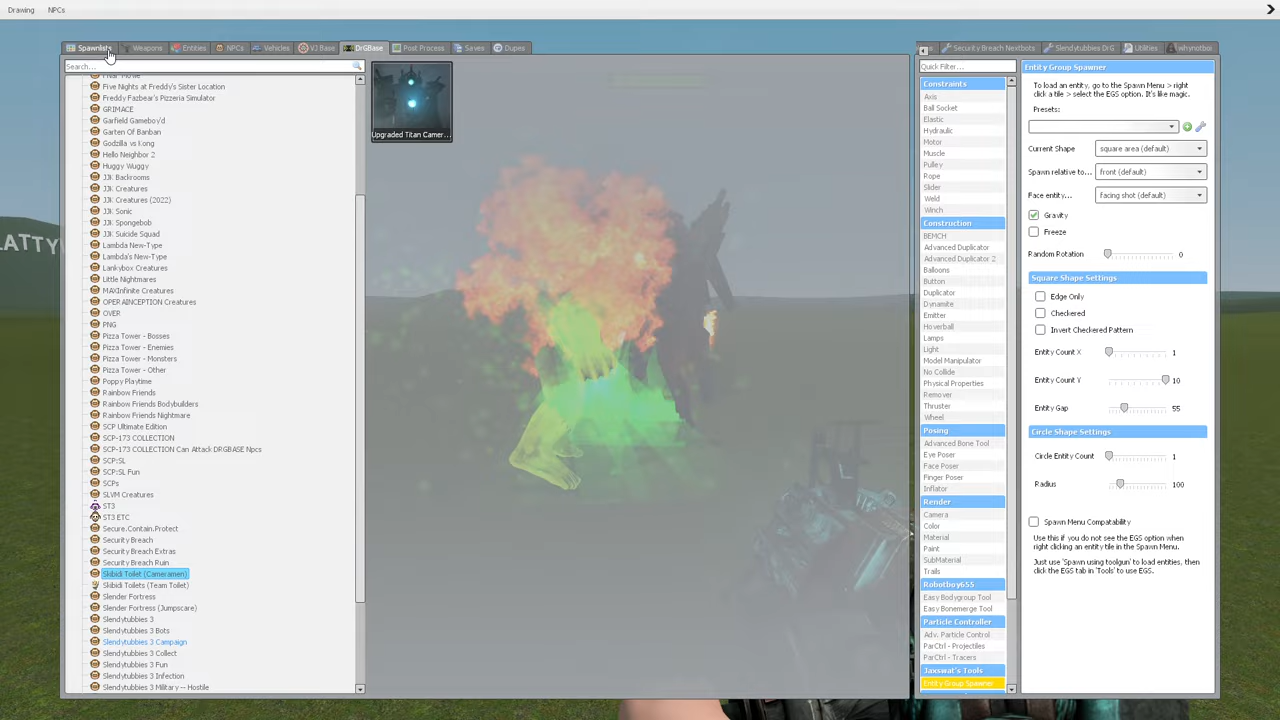 Drawing NPCs
Spawnlists Weapons Entities NPCs Vehicles VJ Base DrGBase Post Process Saves Dupes
Security Breach Nextbots Slendytubbies DrG Utilities whynotboi
Search...
Five Nights at Freddy's Sister Location
Freddy Fazbear's Pizzeria Simulator
GRIMACE
Garfield Gameboy'd
Garten Of Banban
Godzilla vs Kong
Hello Neighbor 2
Huggy Wuggy
JJk Backrooms
JJk Creatures
JJk Creatures (2022)
JJk Sonic
JJk Spongebob
JJk Suicide Squad
Lambda New-Type
Lambda's New-Type
Lankybox Creatures
Little Nightmares
MAXInfinite Creatures
OPERAINCEPTION Creatures
OVER
PNG
Pizza Tower - Bosses
Pizza Tower - Enemies
Pizza Tower - Monsters
Pizza Tower - Other
Poppy Playtime
Rainbow Friends
Rainbow Friends Bodybuilders
Rainbow Friends Nightmare
SCP Ultimate Edition
SCP-173 COLLECTION
SCP-173 COLLECTION Can Attack DRGBASE Npcs
SCP:SL
SCP:SL Fun
SCPs
SLVM Creatures
ST3
ST3 ETC
Secure.Contain.Protect
Security Breach
Security Breach Extras
Security Breach Ruin
Skibidi Toilet (Cameramen)
Skibidi Toilets (Team Toilet)
Slender Fortress
Slender Fortress (Jumpscare)
Slendytubbies 3
Slendytubbies 3 Bots
Slendytubbies 3 Campaign
Slendytubbies 3 Collect
Slendytubbies 3 Fun
Slendytubbies 3 Infection
Slendytubbies 3 Military -- Hostile
Upgraded Titan Camer...
Quick Filter...
Constraints
Axis
Ball Socket
Elastic
Hydraulic
Motor
Muscle
Pulley
Rope
Slider
Weld
Winch
Construction
BEMCH
Advanced Duplicator
Advanced Duplicator 2
Balloons
Button
Duplicator
Dynamite
Emitter
Hoverball
Lamps
Light
Model Manipulator
No Collide
Physical Properties
Remover
Thruster
Wheel
Posing
Advanced Bone Tool
Eye Poser
Face Poser
Finger Poser
Inflator
Render
Camera
Color
Material
Paint
SubMaterial
Trails
Robotboy655
Easy Bodygroup Tool
Easy Bonemerge Tool
Particle Controller
Adv. Particle Control
ParCtrl - Projectiles
ParCtrl - Tracers
Jaxswat's Tools
Entity Group Spawner
Entity Group Spawner
To load an entity, go to the Spawn Menu > right
click a tile > select the EGS option. It's like magic.
Presets:
Current Shape square area (default)
Spawn relative to... front (default)
Face entity... facing shot (default)
Gravity
Freeze
Random Rotation 0
Square Shape Settings
Edge Only
Checkered
Invert Checkered Pattern
Entity Count X 1
Entity Count Y 10
Entity Gap 55
Circle Shape Settings
Circle Entity Count 1
Radius 100
Spawn Menu Compatability
Use this if you do not see the EGS option when
right clicking an entity tile in the Spawn Menu.
Just use 'Spawn using toolgun' to load entities, then
click the EGS tab in 'Tools' to use EGS.